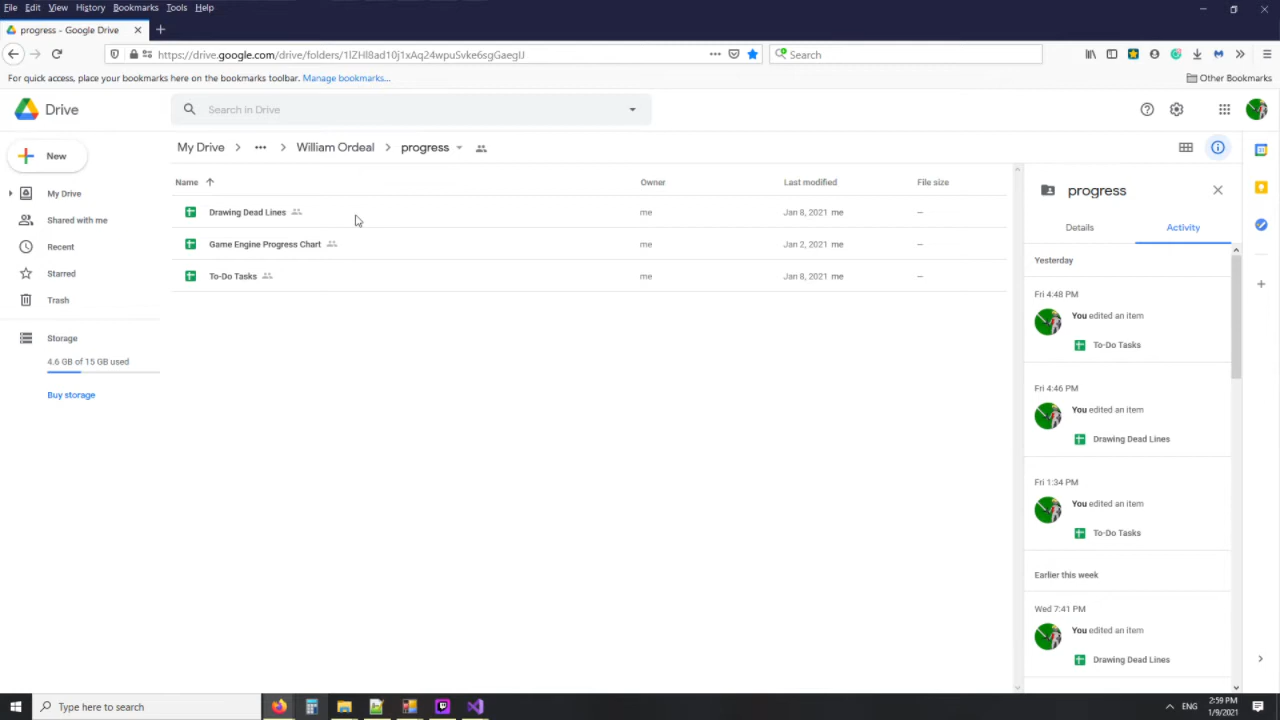 File Edit View History Bookmarks Tools Help
progress - Google Drive
https://drive.google.com/drive/folders/1lZHl8ad10j1xAq24wpuSvke6sgGaegIJ
Search
For quick access, place your bookmarks here on the bookmarks toolbar. Manage bookmarks...
Other Bookmarks
Drive
Search in Drive
New
My Drive
Shared with me
Recent
Starred
Trash
Storage
4.6 GB of 15 GB used
Buy storage
My Drive > ••• > William Ordeal > progress
Name Owner Last modified File size
Drawing Dead Lines me Jan 8, 2021 me –
Game Engine Progress Chart me Jan 2, 2021 me –
To-Do Tasks me Jan 8, 2021 me –
progress
Details Activity
Yesterday
Fri 4:48 PM
You edited an item
To-Do Tasks
Fri 4:46 PM
You edited an item
Drawing Dead Lines
Fri 1:34 PM
You edited an item
To-Do Tasks
Earlier this week
Wed 7:41 PM
You edited an item
Drawing Dead Lines
Type here to search
ENG
2:59 PM
1/9/2021